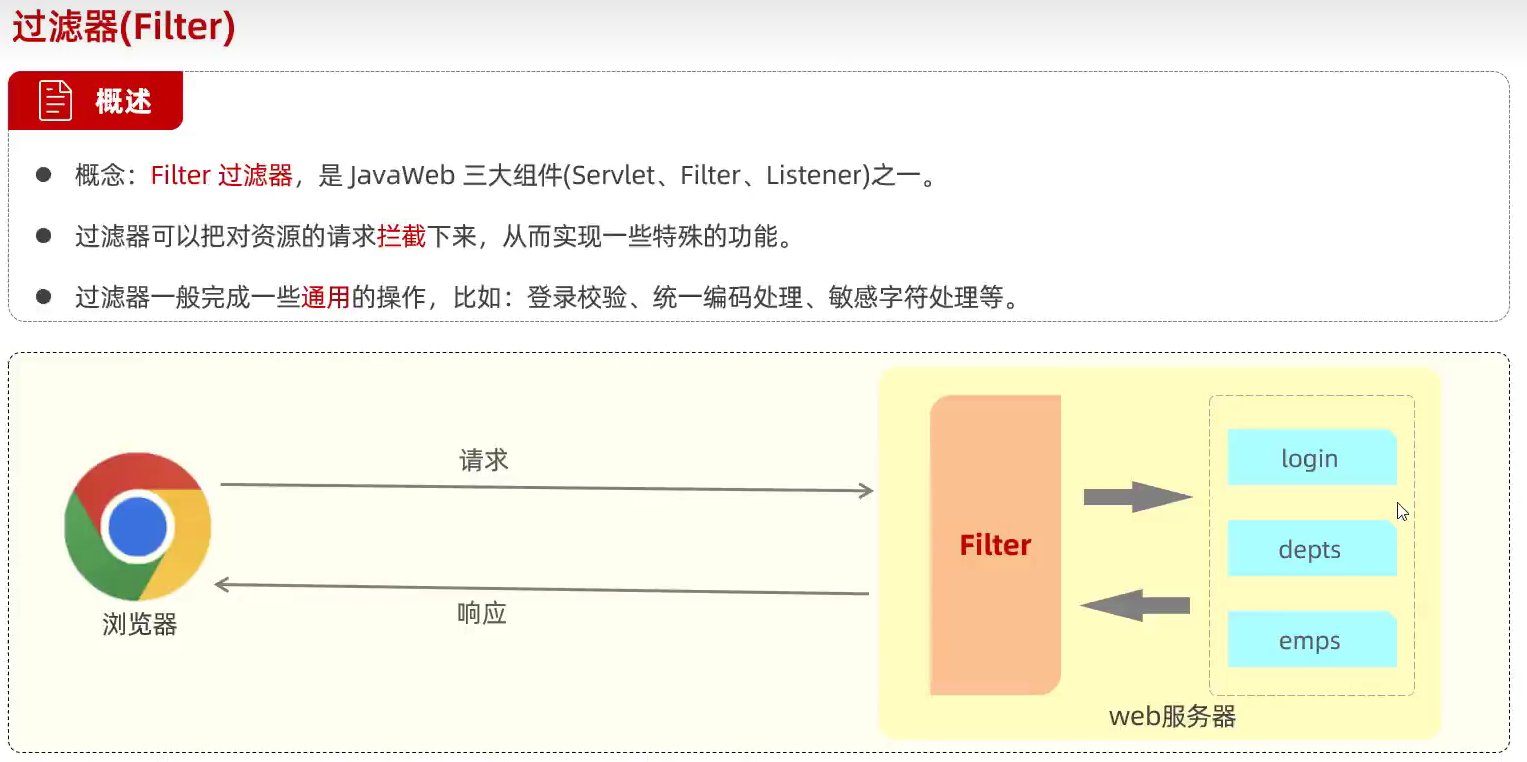 过滤器(Filter)
概述
概念：Filter 过滤器，是 JavaWeb 三大组件(Servlet、Filter、Listener)之一。
过滤器可以把对资源的请求拦截下来，从而实现一些特殊的功能。
过滤器一般完成一些通用的操作，比如：登录校验、统一编码处理、敏感字符处理等。
请求
响应
浏览器
Filter
login
depts
emps
web服务器